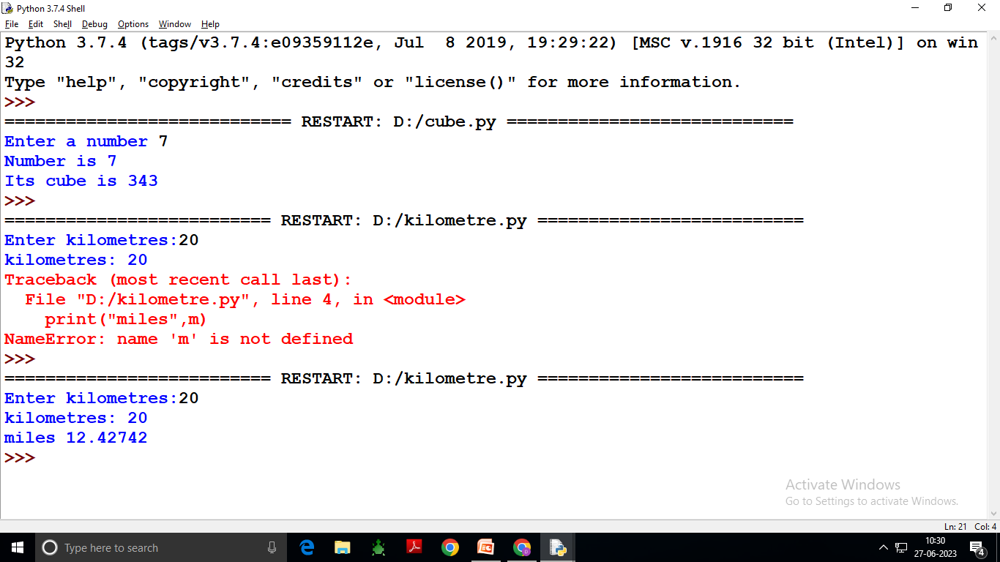 Python 3.7.4 Shell
File Edit Shell Debug Options Window Help
Python 3.7.4 (tags/v3.7.4:e09359112e, Jul  8 2019, 19:29:22) [MSC v.1916 32 bit (Intel)] on win
32
Type "help", "copyright", "credits" or "license()" for more information.
>>>
============================ RESTART: D:/cube.py ============================
Enter a number 7
Number is 7
Its cube is 343
>>>
========================== RESTART: D:/kilometre.py ==========================
Enter kilometres:20
kilometres: 20
Traceback (most recent call last):
  File "D:/kilometre.py", line 4, in <module>
    print("miles",m)
NameError: name 'm' is not defined
>>>
========================== RESTART: D:/kilometre.py ==========================
Enter kilometres:20
kilometres: 20
miles 12.42742
>>>
Activate Windows
Go to Settings to activate Windows.
Ln: 21 Col: 4
Type here to search
10:30
27-06-2023
4